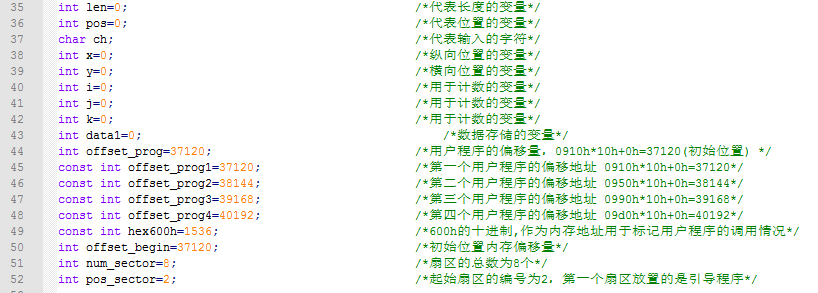 35 int len=0; /*代表长度的变量*/
36 int pos=0; /*代表位置的变量*/
37 char ch; /*代表输入的字符*/
38 int x=0; /*纵向位置的变量*/
39 int y=0; /*横向位置的变量*/
40 int i=0; /*用于计数的变量*/
41 int j=0; /*用于计数的变量*/
42 int k=0; /*用于计数的变量*/
43 int data1=0; /*数据存储的变量*/
44 int offset_prog=37120; /*用户程序的偏移量，0910h*10h+0h=37120(初始位置) */
45 const int offset_prog1=37120; /*第一个用户程序的偏移地址 0910h*10h+0h=37120*/
46 const int offset_prog2=38144; /*第二个用户程序的偏移地址 0950h*10h+0h=38144*/
47 const int offset_prog3=39168; /*第三个用户程序的偏移地址 0990h*10h+0h=39168*/
48 const int offset_prog4=40192; /*第四个用户程序的偏移地址 09d0h*10h+0h=40192*/
49 const int hex600h=1536; /*600h的十进制,作为内存地址用于标记用户程序的调用情况*/
50 int offset_begin=37120; /*初始位置内存偏移量*/
51 int num_sector=8; /*扇区的总数为8个*/
52 int pos_sector=2; /*起始扇区的编号为2，第一个扇区放置的是引导程序*/